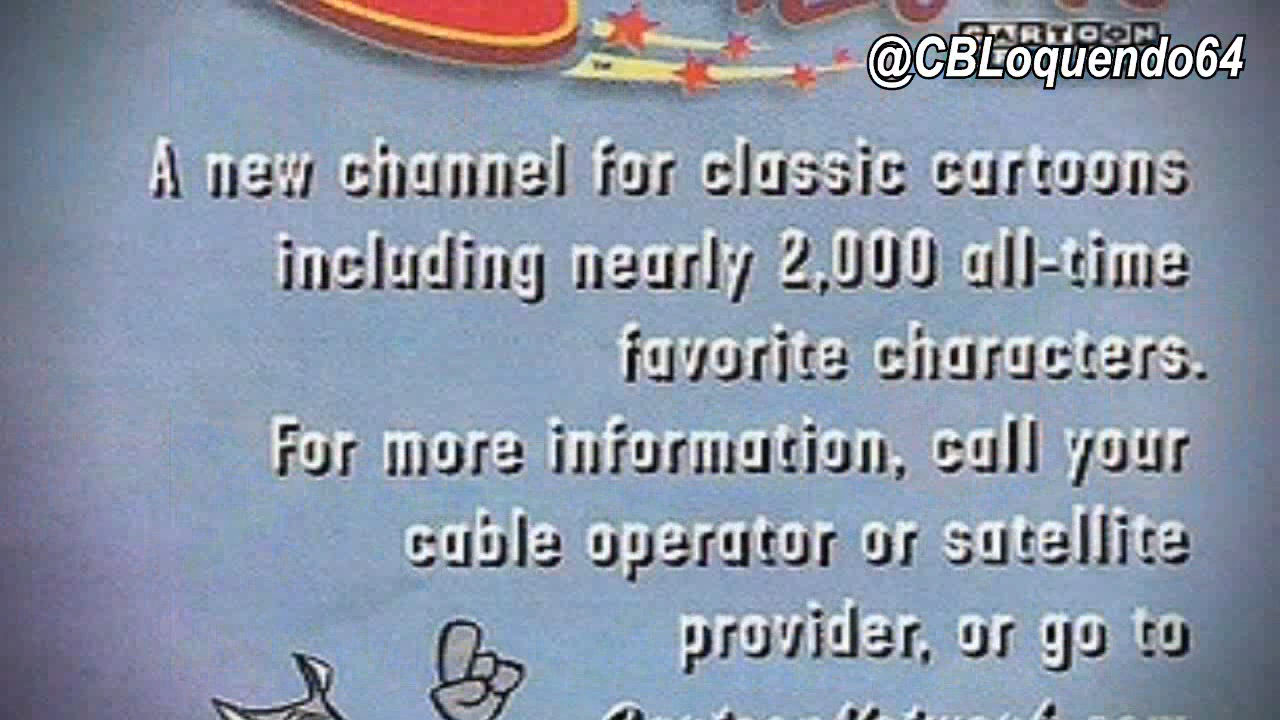 CARTOON
@CBLoquendo64
A new channel for classic cartoons
including nearly 2,000 all-time
favorite characters.
For more information, call your
cable operator or satellite
provider, or go to